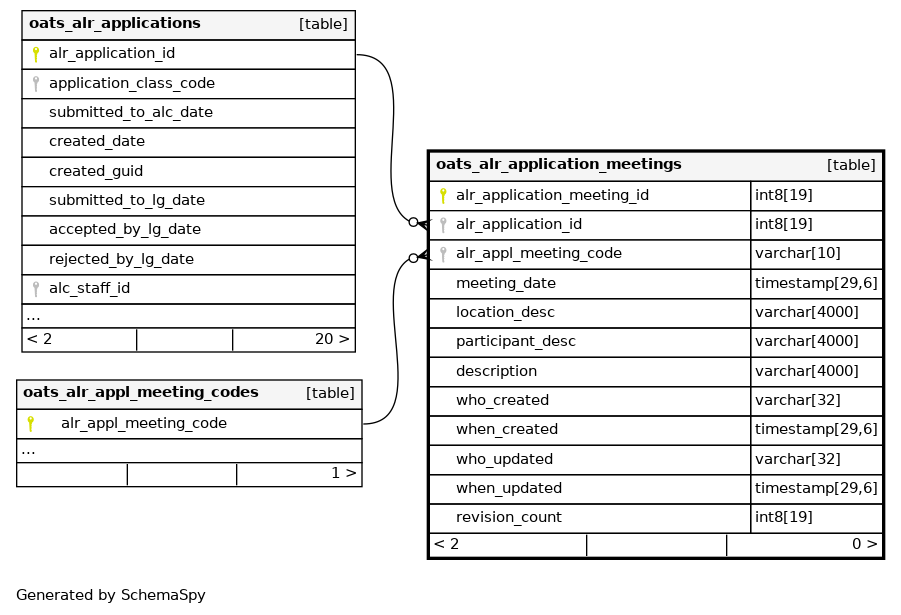 oats_alr_applications [table]
alr_application_id
application_class_code
submitted_to_alc_date
created_date
created_guid
submitted_to_lg_date
accepted_by_lg_date
rejected_by_lg_date
alc_staff_id
...
< 2 20 >
oats_alr_appl_meeting_codes [table]
alr_appl_meeting_code
...
1 >
oats_alr_application_meetings [table]
alr_application_meeting_id int8[19]
alr_application_id int8[19]
alr_appl_meeting_code varchar[10]
meeting_date timestamp[29,6]
location_desc varchar[4000]
participant_desc varchar[4000]
description varchar[4000]
who_created varchar[32]
when_created timestamp[29,6]
who_updated varchar[32]
when_updated timestamp[29,6]
revision_count int8[19]
< 2 0 >
Generated by SchemaSpy